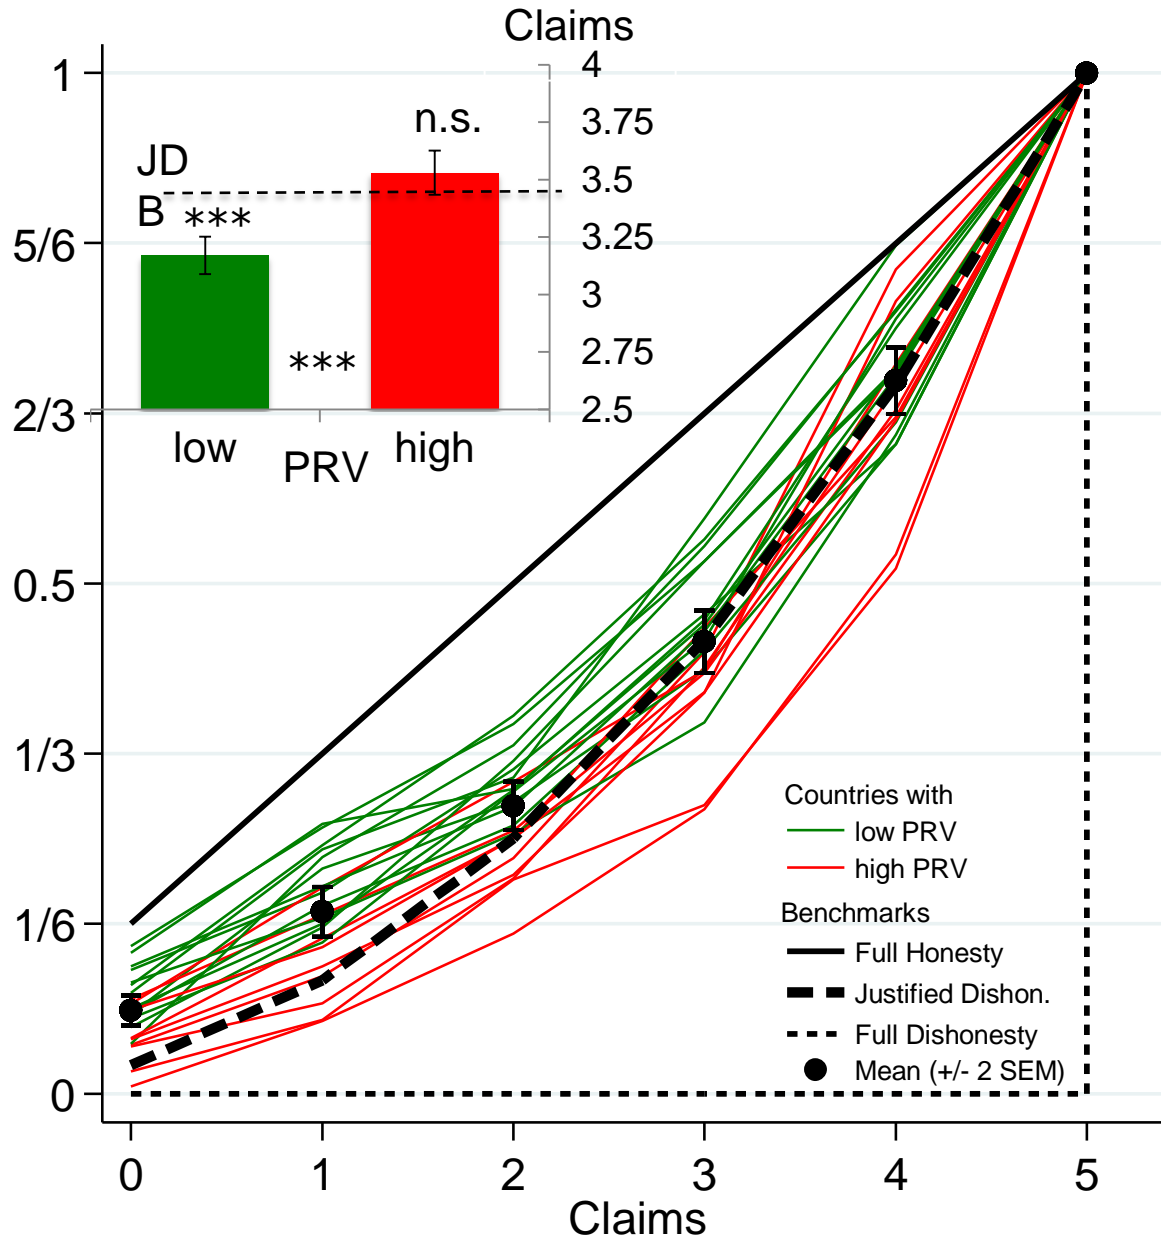 Claims
4
3.75
3.5
3.25
3
2.75
2.5
n.s.
JD
B ***
***
low PRV high
1
5/6
2/3
0.5
1/3
1/6
0
Countries with
low PRV
high PRV
Benchmarks
Full Honesty
Justified Dishon.
Full Dishonesty
Mean (+/- 2 SEM)
0 1 2 3 4 5
Claims